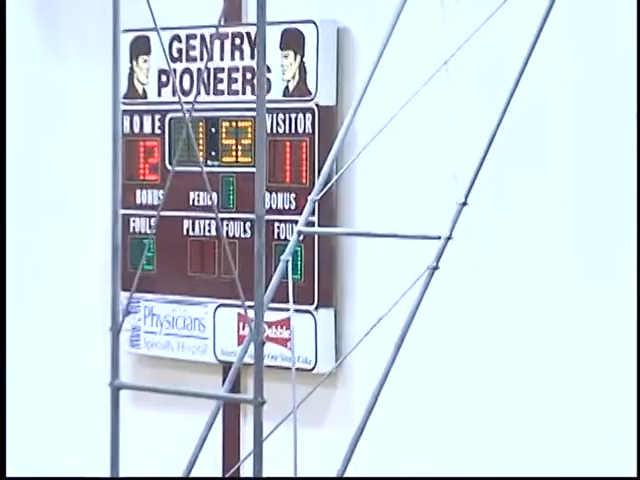 GENTRY
PIONEERS
HOME 1:52 VISITOR
12 11
BONUS PERIOD 1 BONUS
FOULS PLAYER FOULS FOULS
2
Physicians
Specialty Hospital